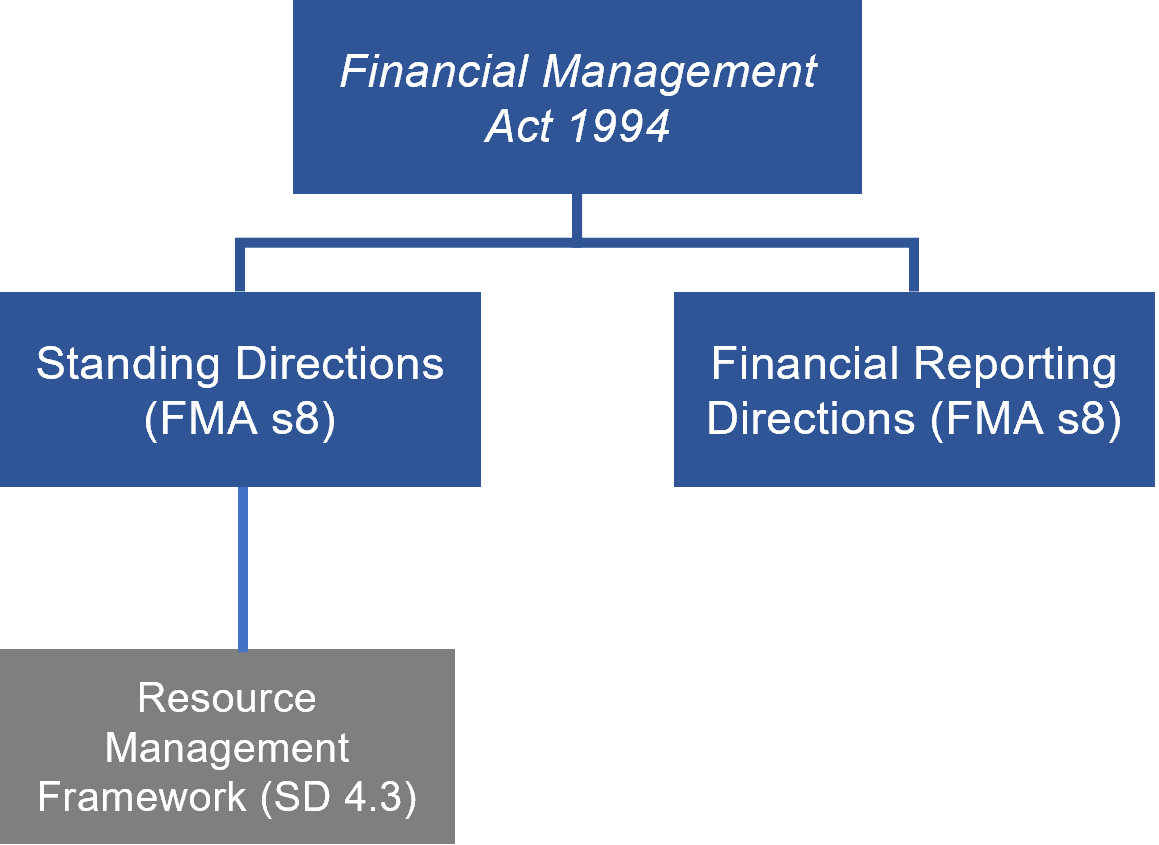 Financial Management
Act 1994
Standing Directions
(FMA s8)
Financial Reporting
Directions (FMA s8)
Resource
Management
Framework (SD 4.3)